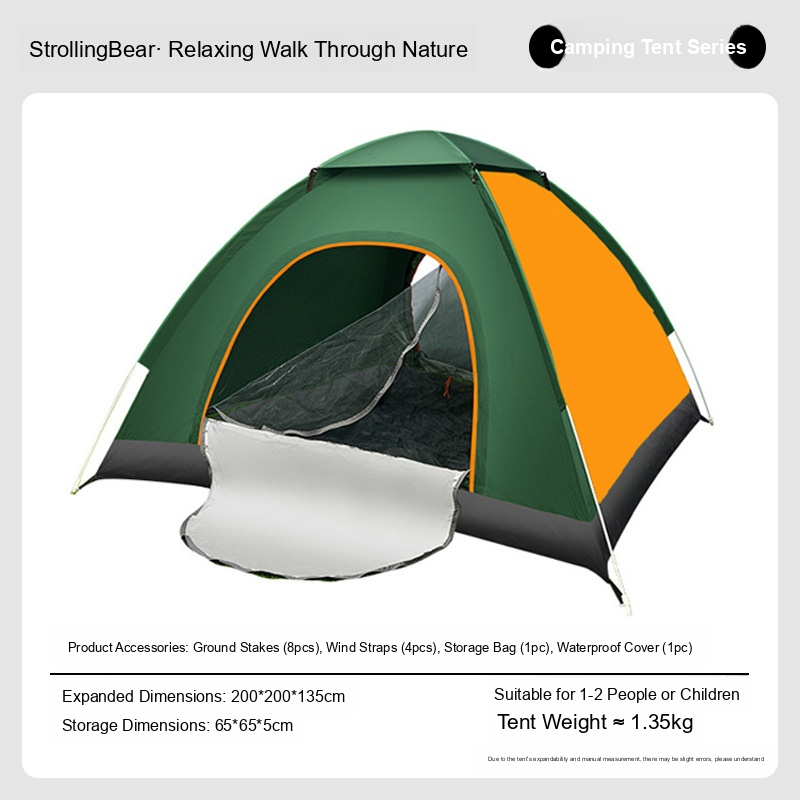 StrollingBear· Relaxing Walk Through Nature
Camping Tent Series
Product Accessories: Ground Stakes (8pcs), Wind Straps (4pcs), Storage Bag (1pc), Waterproof Cover (1pc)
Expanded Dimensions: 200*200*135cm
Suitable for 1-2 People or Children
Storage Dimensions: 65*65*5cm
Tent Weight ≈ 1.35kg
Due to the tent's expandability and manual measurement, there may be slight errors, please understand